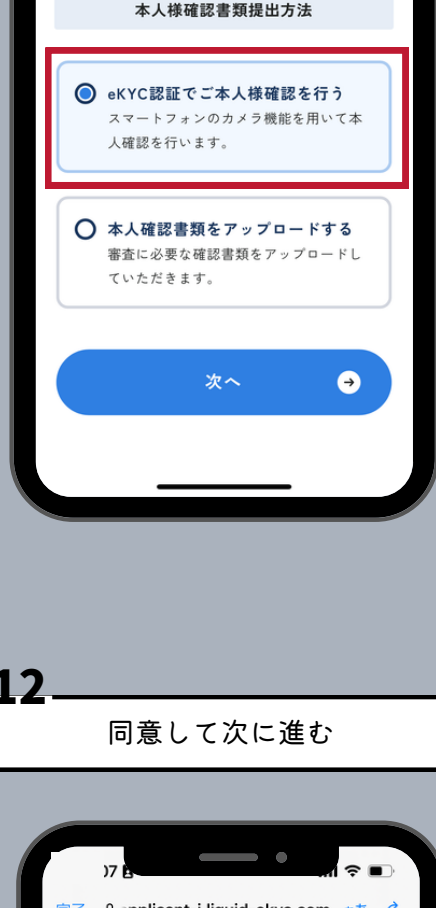 本人様確認書類提出方法
eKYC認証でご本人様確認を行う
スマートフォンのカメラ機能を用いて本
人確認を行います。
本人確認書類をアップロードする
審査に必要な確認書類をアップロードし
ていただきます。
次へ
12
同意して次に進む
07